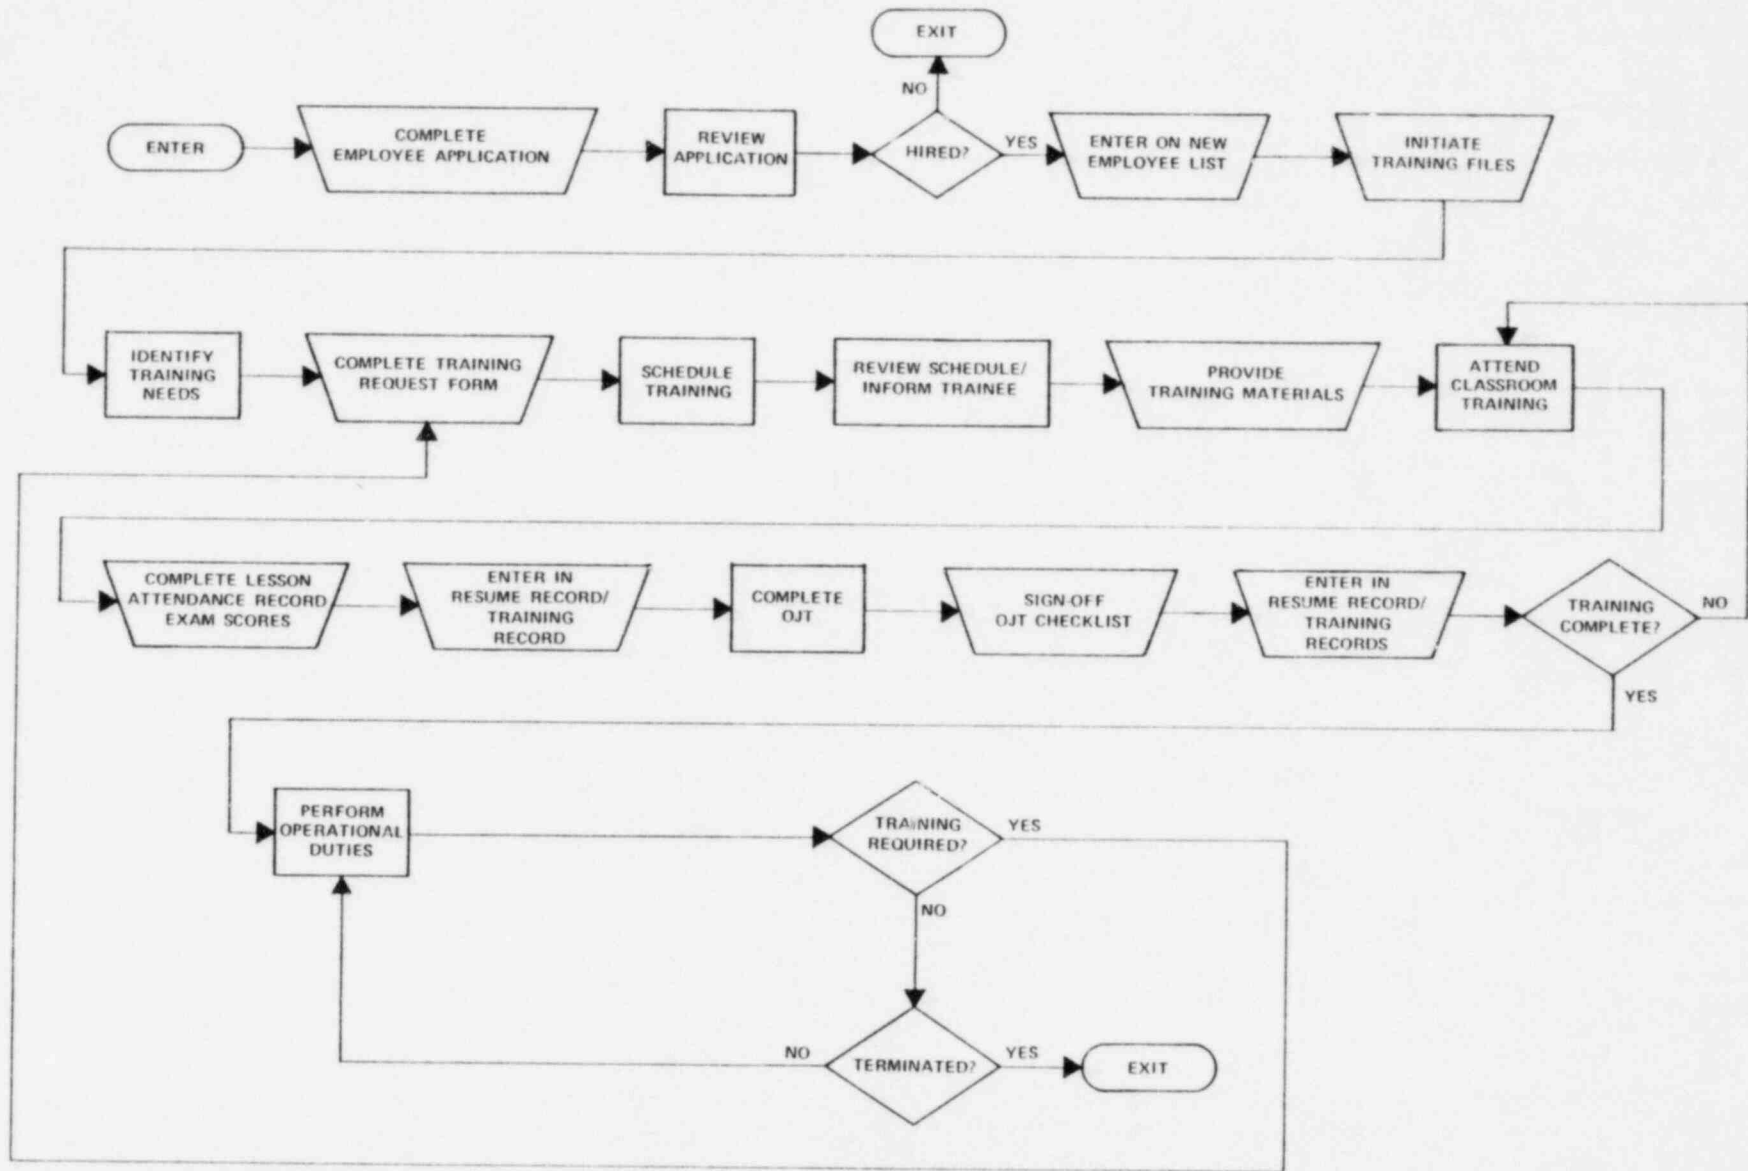 EXIT
NO
ENTER
COMPLETE
EMPLOYEE APPLICATION
REVIEW
APPLICATION
HIRED?
YES
ENTER ON NEW
EMPLOYEE LIST
INITIATE
TRAINING FILES
IDENTIFY
TRAINING
NEEDS
COMPLETE TRAINING
REQUEST FORM
SCHEDULE
TRAINING
REVIEW SCHEDULE/
INFORM TRAINEE
PROVIDE
TRAINING MATERIALS
ATTEND
CLASSROOM
TRAINING
COMPLETE LESSON
ATTENDANCE RECORD
EXAM SCORES
ENTER IN
RESUME RECORD/
TRAINING
RECORD
COMPLETE
OJT
SIGN-OFF
OJT CHECKLIST
ENTER IN
RESUME RECORD/
TRAINING
RECORDS
TRAINING
COMPLETE?
NO
YES
PERFORM
OPERATIONAL
DUTIES
TRAINING
REQUIRED?
YES
NO
NO
TERMINATED?
YES
EXIT